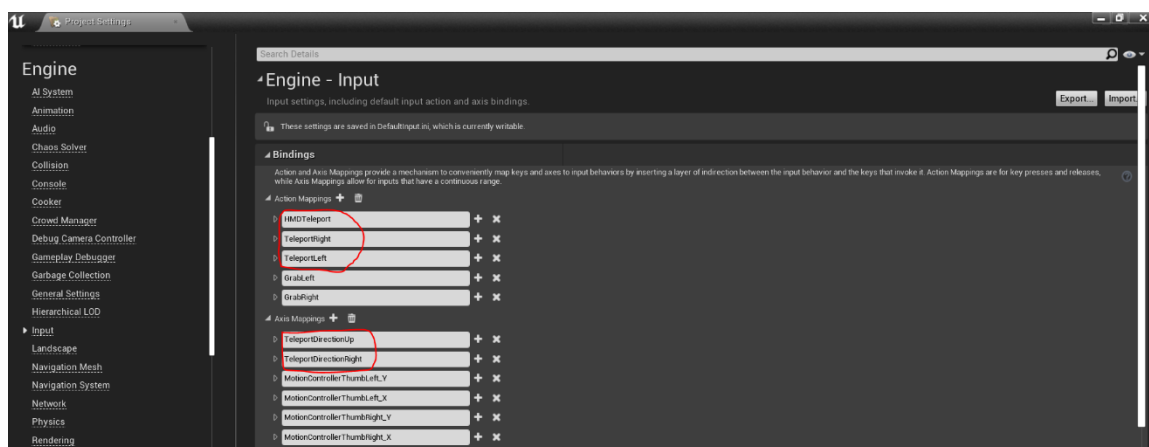 Project Settings
Engine
AI System
Animation
Audio
Chaos Solver
Collision
Console
Cooker
Crowd Manager
Debug Camera Controller
Gameplay Debugger
Garbage Collection
General Settings
Hierarchical LOD
Input
Landscape
Navigation Mesh
Navigation System
Network
Physics
Rendering
Search Details
Engine - Input
Input settings, including default input action and axis bindings.
Export...
Import
These settings are saved in DefaultInput.ini, which is currently writable.
Bindings
Action and Axis Mappings provide a mechanism to conveniently map keys and axes to input behaviors by inserting a layer of indirection between the input behavior and the keys that invoke it. Action Mappings are for key presses and releases,
while Axis Mappings allow for inputs that have a continuous range.
Action Mappings
HMDTeleport
TeleportRight
TeleportLeft
GrabLeft
GrabRight
Axis Mappings
TeleportDirectionUp
TeleportDirectionRight
MotionControllerThumbLeft_Y
MotionControllerThumbLeft_X
MotionControllerThumbRight_Y
MotionControllerThumbRight_X